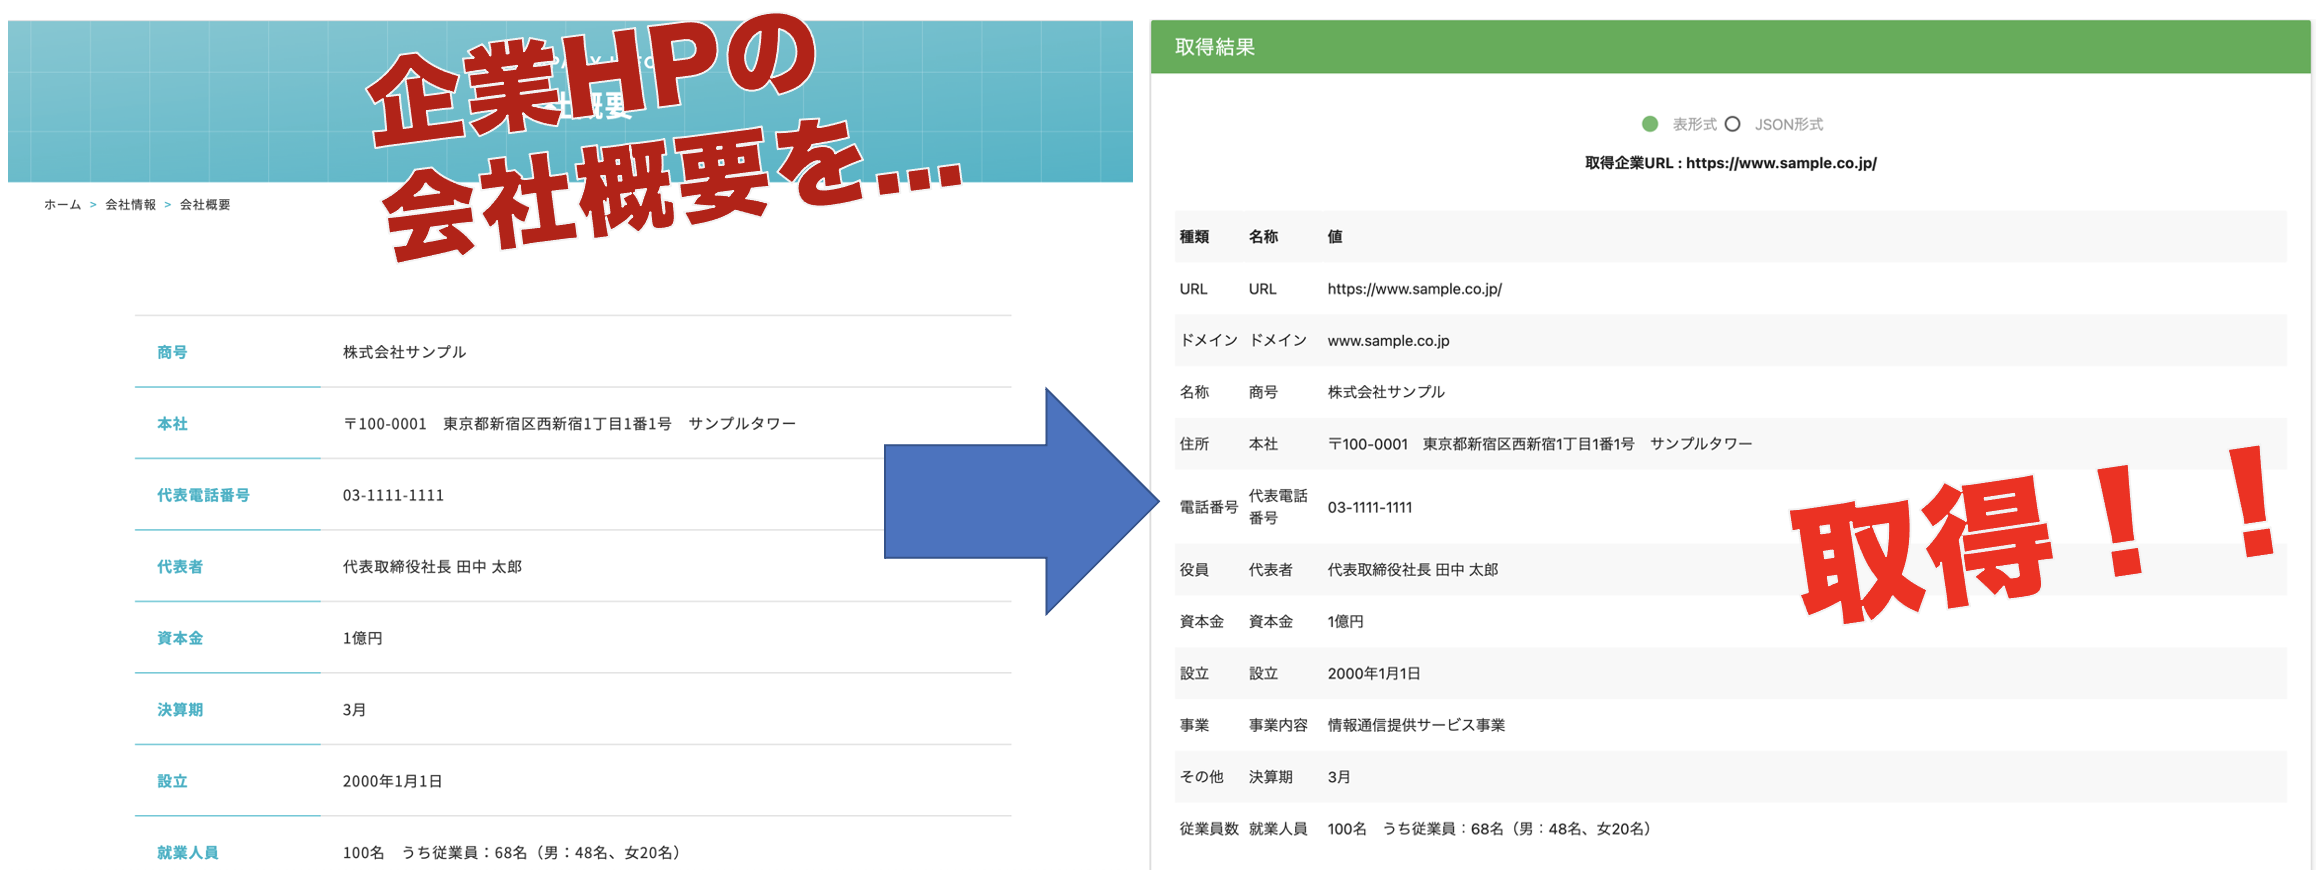 企業HPの
会社概要を...
社概要
ホーム > 会社情報 > 会社概要
商号 株式会社サンプル
本社 〒100-0001　東京都新宿区西新宿1丁目1番1号　サンプルタワー
代表電話番号 03-1111-1111
代表者 代表取締役社長 田中 太郎
資本金 1億円
決算期 3月
設立 2000年1月1日
就業人員 100名　うち従業員：68名（男：48名、女20名）
取得結果
表形式 JSON形式
取得企業URL : https://www.sample.co.jp/
種類 名称 値
URL URL https://www.sample.co.jp/
ドメイン ドメイン www.sample.co.jp
名称 商号 株式会社サンプル
住所 本社 〒100-0001　東京都新宿区西新宿1丁目1番1号　サンプルタワー
電話番号 代表電話番号 03-1111-1111
役員 代表者 代表取締役社長 田中 太郎
資本金 資本金 1億円
設立 設立 2000年1月1日
事業 事業内容 情報通信提供サービス事業
その他 決算期 3月
従業員数 就業人員 100名　うち従業員：68名（男：48名、女20名）
取得！！